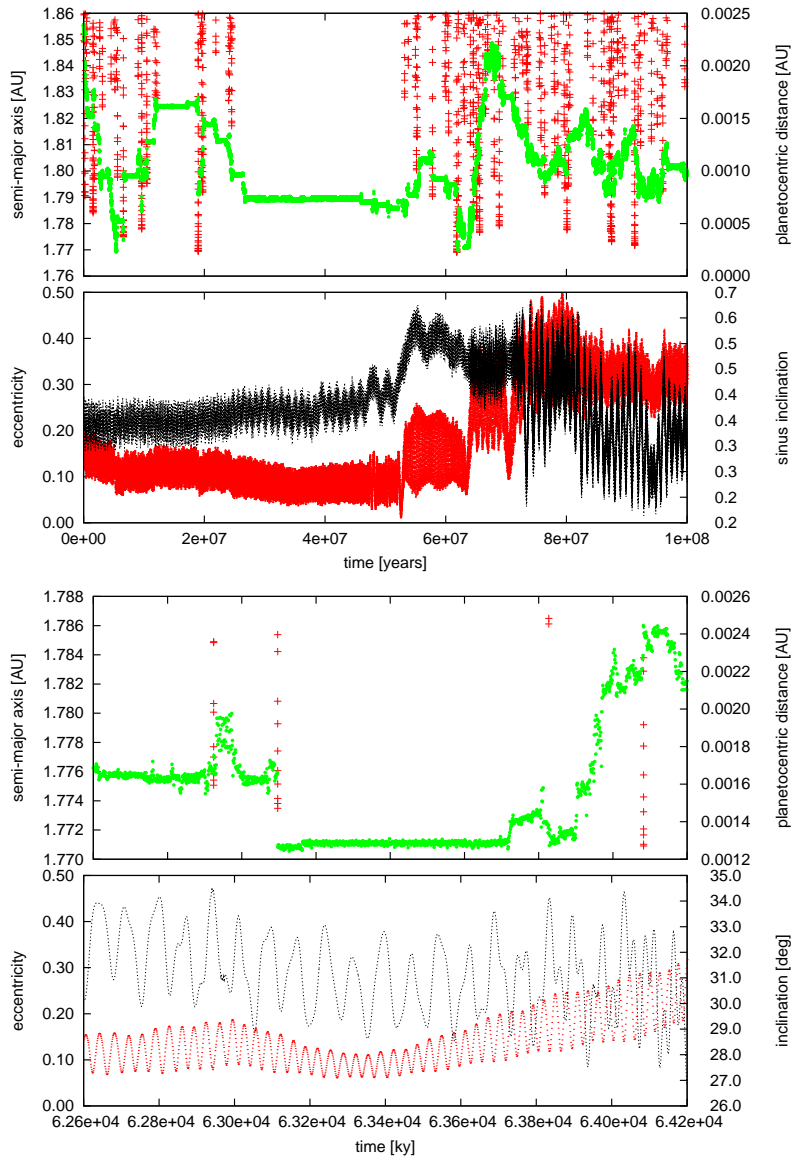 1.86
1.85
1.84
1.83
1.82
1.81
1.80
1.79
1.78
1.77
1.76
semi-major axis [AU]
0.0025
0.0020
0.0015
0.0010
0.0005
0.0000
planetocentric distance [AU]
0.50
0.40
0.30
0.20
0.10
0.00
eccentricity
0.7
0.6
0.5
0.5
0.4
0.4
0.3
0.3
0.2
0.2
sinus inclination
0e+00
2e+07
4e+07
6e+07
8e+07
1e+08
time [years]
1.788
1.786
1.784
1.782
1.780
1.778
1.776
1.774
1.772
1.770
semi-major axis [AU]
0.0026
0.0024
0.0022
0.0020
0.0018
0.0016
0.0014
0.0012
planetocentric distance [AU]
0.50
0.40
0.30
0.20
0.10
0.00
eccentricity
34.0
35.0
33.0
32.0
31.0
30.0
29.0
28.0
27.0
26.0
inclination [deg]
6.26e+04
6.28e+04
6.30e+04
6.32e+04
6.34e+04
6.36e+04
6.38e+04
6.40e+04
6.42e+04
time [ky]